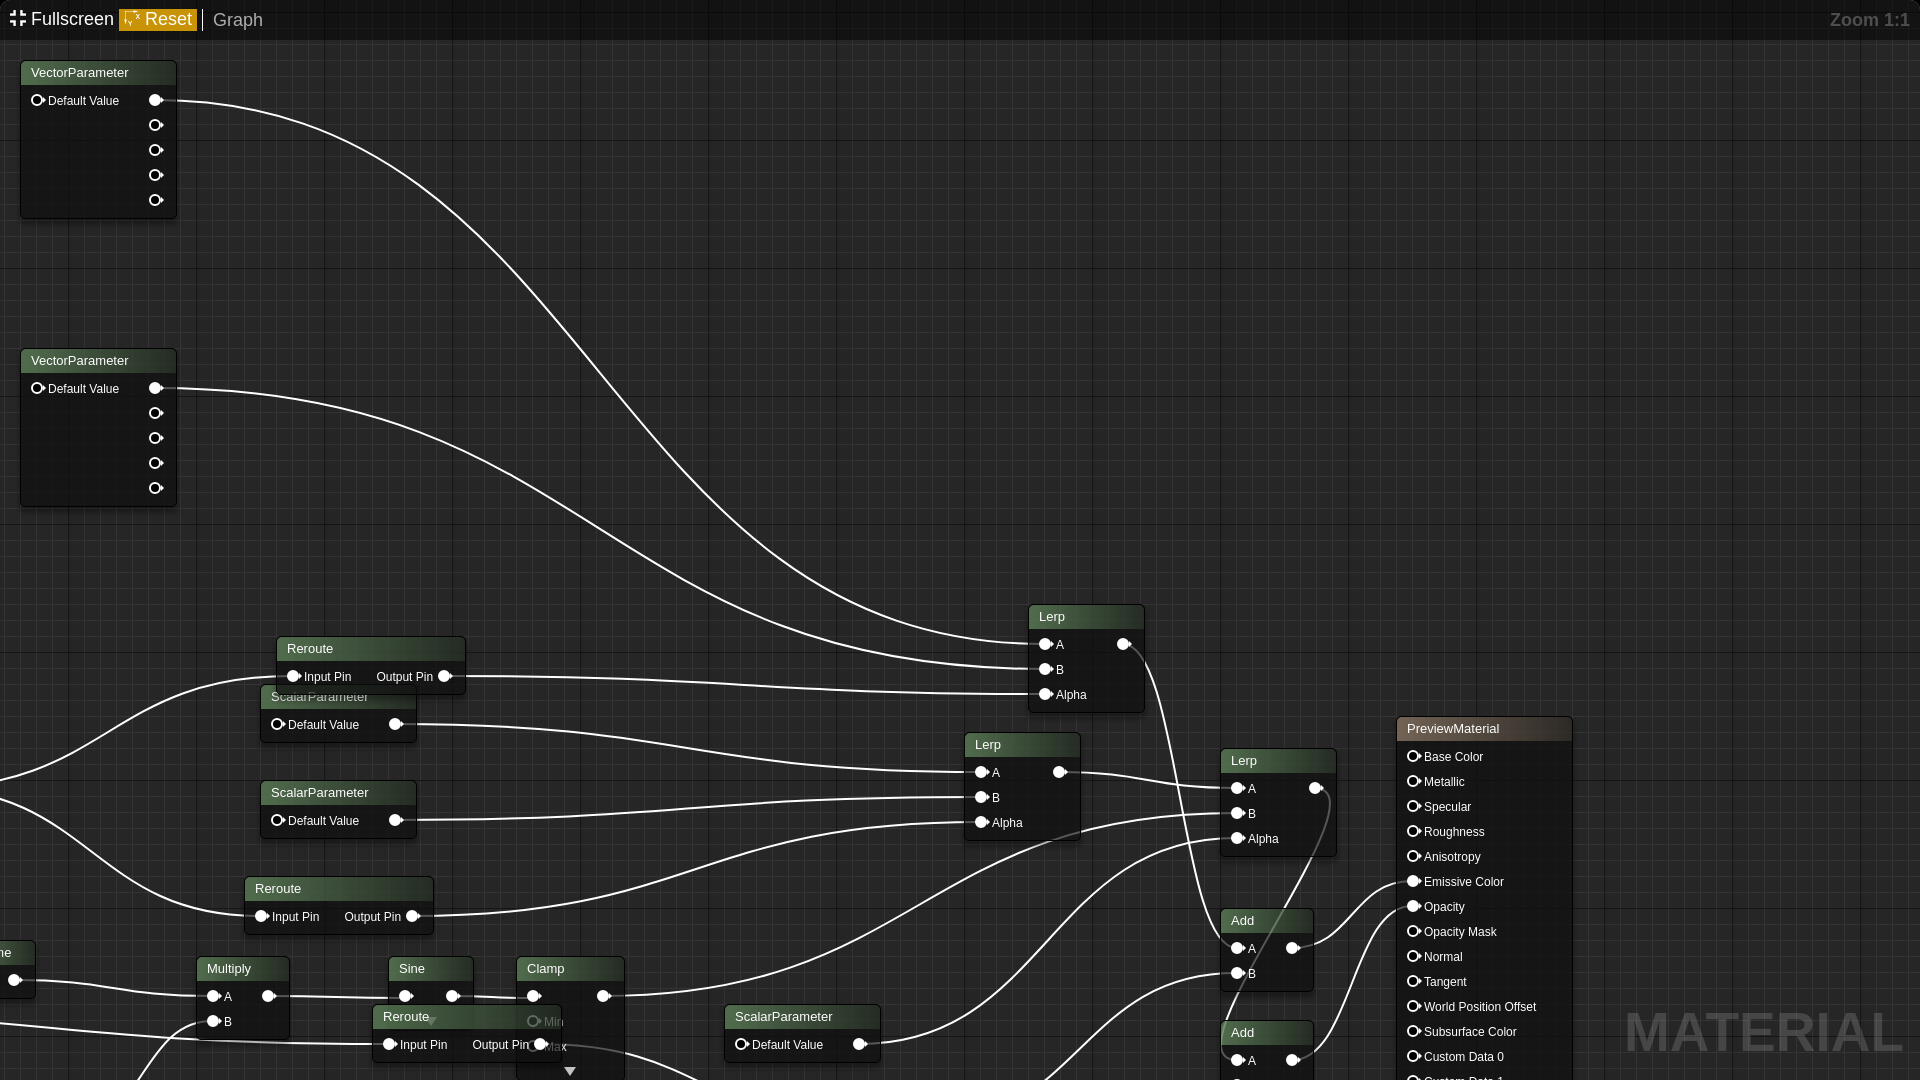 Fullscreen Reset Graph
Zoom 1:1
VectorParameter
Default Value
VectorParameter
Default Value
Lerp
A
B
Alpha
Reroute
Input Pin Output Pin
ScalarParameter
Default Value
PreviewMaterial
Base Color
Metallic
Specular
Roughness
Anisotropy
Emissive Color
Opacity
Opacity Mask
Normal
Tangent
World Position Offset
Subsurface Color
Custom Data 0
Custom Data 1
Lerp
A
B
Alpha
Lerp
A
B
Alpha
ScalarParameter
Default Value
Reroute
Input Pin Output Pin
Add
A
B
Multiply
A
B
Sine
Clamp
Min
Max
Reroute
Input Pin Output Pin
ScalarParameter
Default Value
Add
A
MATERIAL